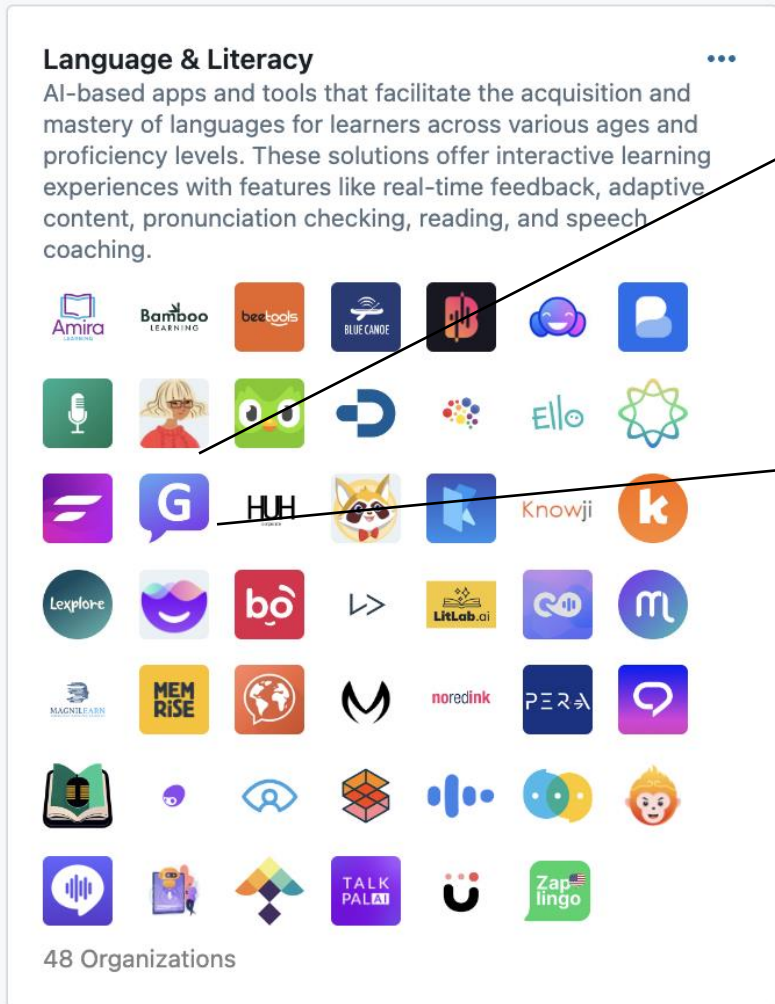 Language & Literacy
AI-based apps and tools that facilitate the acquisition and
mastery of languages for learners across various ages and
proficiency levels. These solutions offer interactive learning
experiences with features like real-time feedback, adaptive
content, pronunciation checking, reading, and speech
coaching.
Amira
LEARNING
Bamboo
LEARNING
beetools
BLUE CANOE
Ello
G
HUH
Knowji
k
Lexplore
bo
LitLab.ai
m
MAGNILEARN
MEM
RiSE
noredink
PERA
TALK
PALAI
Zap
lingo
48 Organizations